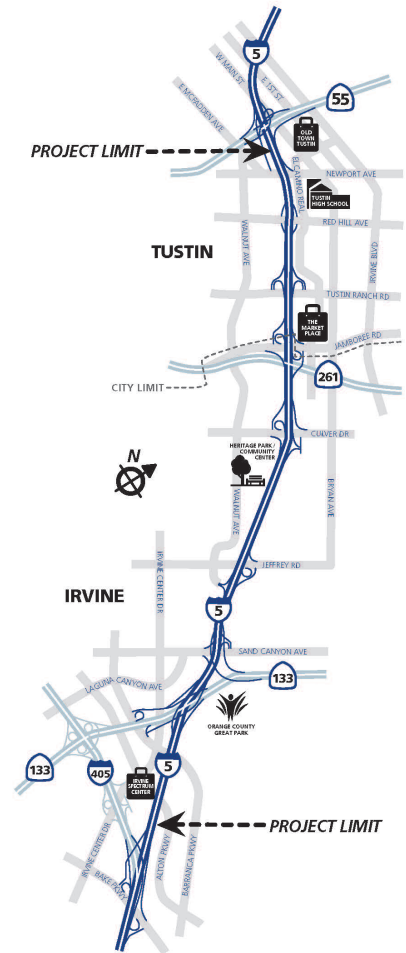 5
W MAIN ST
E 1ST ST
E MCFADDEN AVE
55
OLD
TOWN
TUSTIN
PROJECT LIMIT
NEWPORT AVE
EL CAMINO REAL
TUSTIN
HIGH SCHOOL
RED HILL AVE
WALNUT AVE
TUSTIN
IRVINE BLVD
TUSTIN RANCH RD
THE
MARKET
PLACE
JAMBOREE RD
261
CITY LIMIT
CULVER DR
HERITAGE PARK /
COMMUNITY
CENTER
N
WALNUT AVE
BRYAN AVE
IRVINE CENTER DR
JEFFREY RD
IRVINE
5
SAND CANYON AVE
LAGUNA CANYON AVE
133
ORANGE COUNTY
GREAT PARK
133
405
5
IRVINE
SPECTRUM
CENTER
PROJECT LIMIT
IRVINE CENTER DR
BAKE PKWY
ALTON PKWY
BARRANCA PKWY